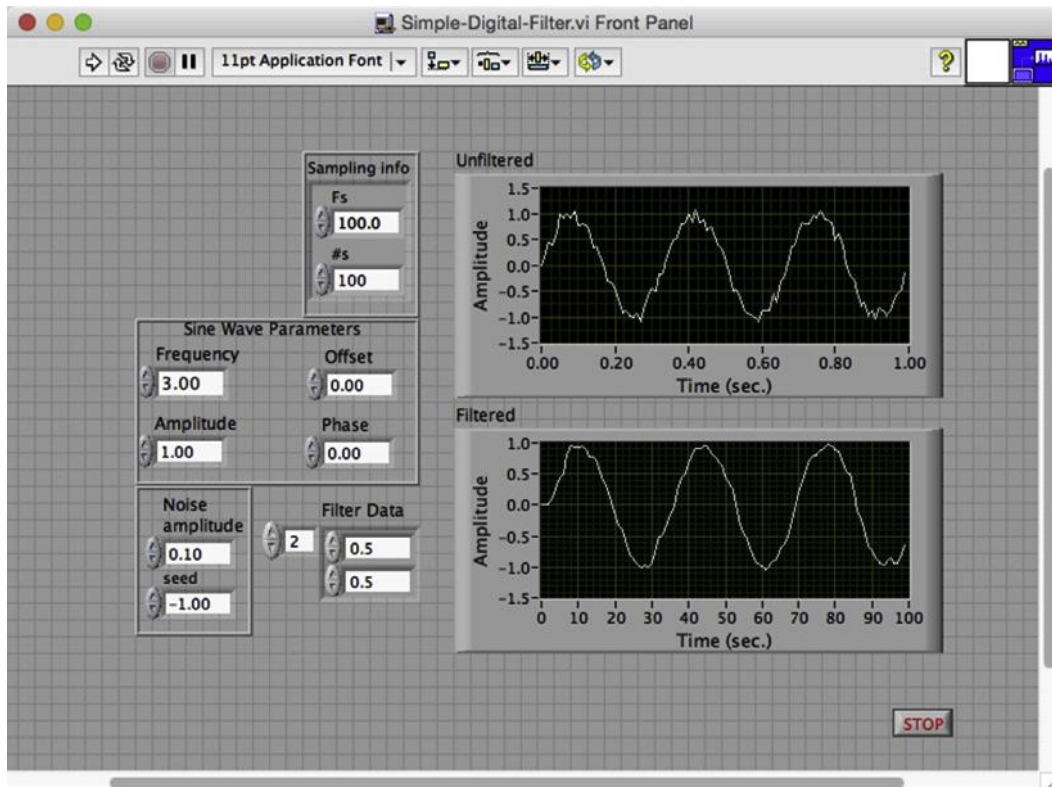 Simple-Digital-Filter.vi Front Panel
11pt Application Font
Sampling info
Fs
100.0
#s
100
Sine Wave Parameters
Frequency
Offset
3.00
0.00
Amplitude
Phase
1.00
0.00
Noise
amplitude
0.10
seed
-1.00
Filter Data
2
0.5
0.5
Unfiltered
Amplitude
1.5
1.0
0.5
0.0
-0.5
-1.0
-1.5
0.00 0.20 0.40 0.60 0.80 1.00
Time (sec.)
Filtered
Amplitude
1.0
0.5
0.0
-0.5
-1.0
-1.5
0 10 20 30 40 50 60 70 80 90 100
Time (sec.)
STOP